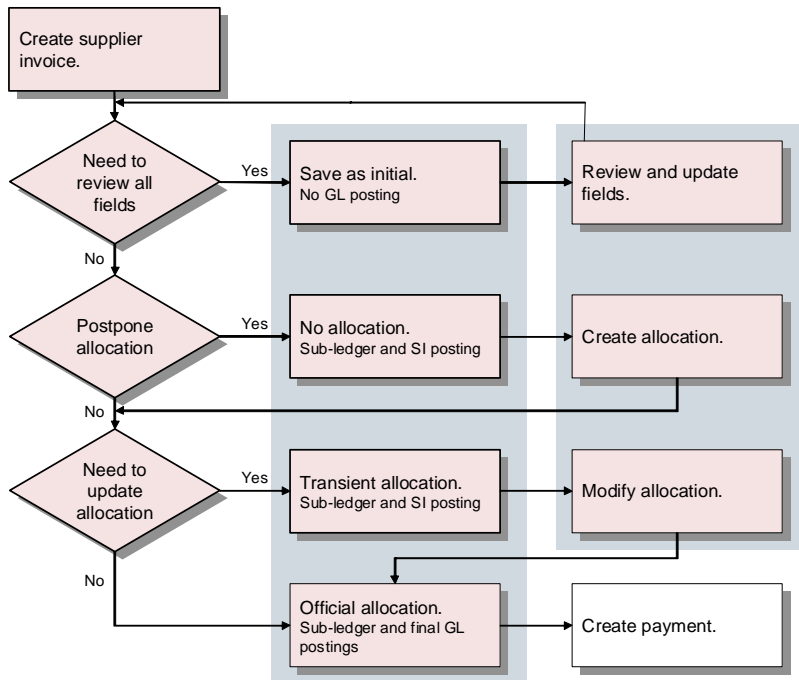 Create supplier
invoice.
Need to
review all
fields
Yes
Save as initial.
No GL posting
Review and update
fields.
No
Postpone
allocation
Yes
No allocation.
Sub-ledger and SI posting
Create allocation.
No
Need to
update
allocation
Yes
Transient allocation.
Sub-ledger and SI posting
Modify allocation.
No
Official allocation.
Sub-ledger and final GL
postings
Create payment.